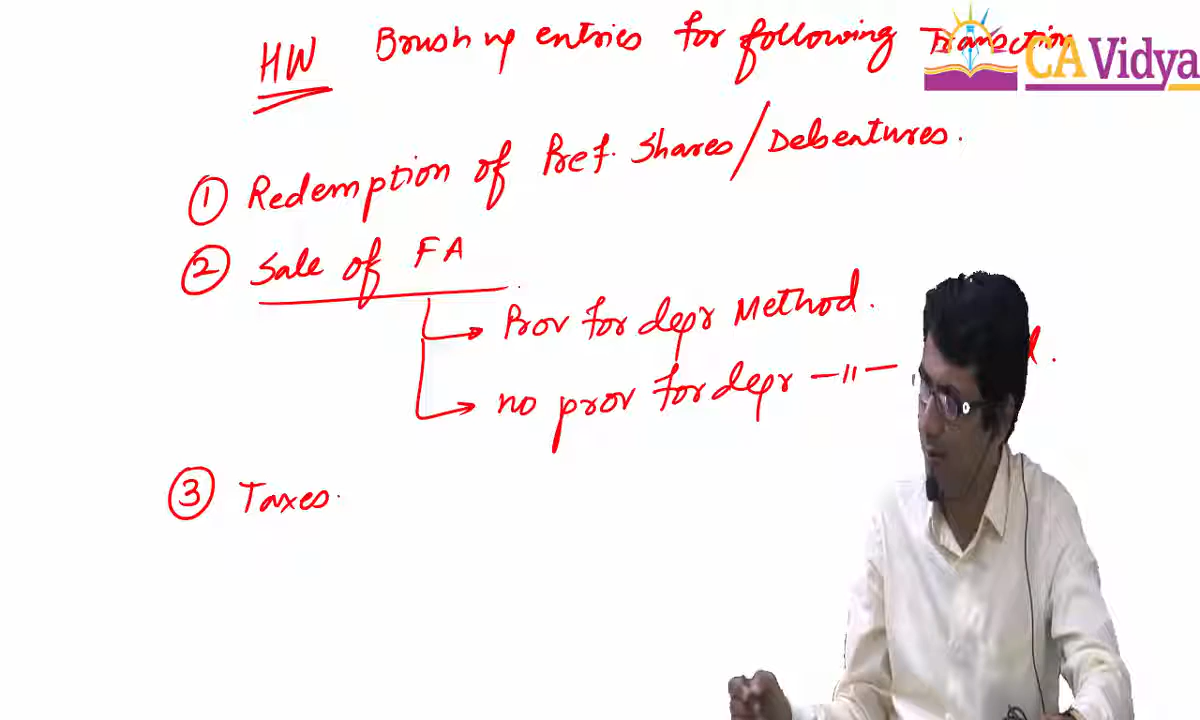 HW Brush up entries for following Transaction
CA Vidya
① Redemption of Pref. Shares/Debentures.
② Sale of FA
Prov for depr Method.
no prov for depr —"—
③ Taxes.